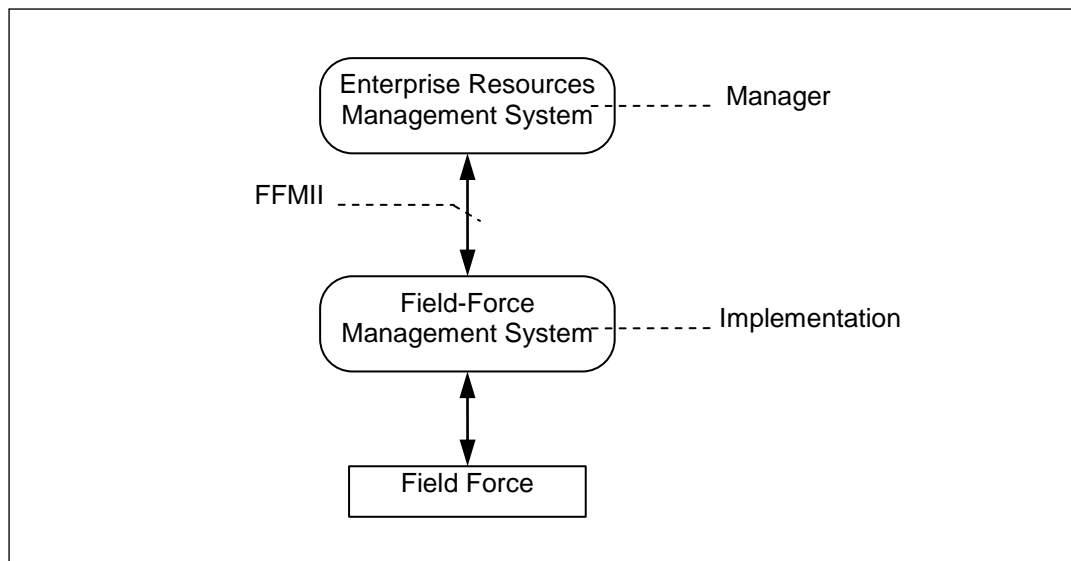 Enterprise Resources
Management System
Manager
FFMII
Field-Force
Management System
Implementation
Field Force